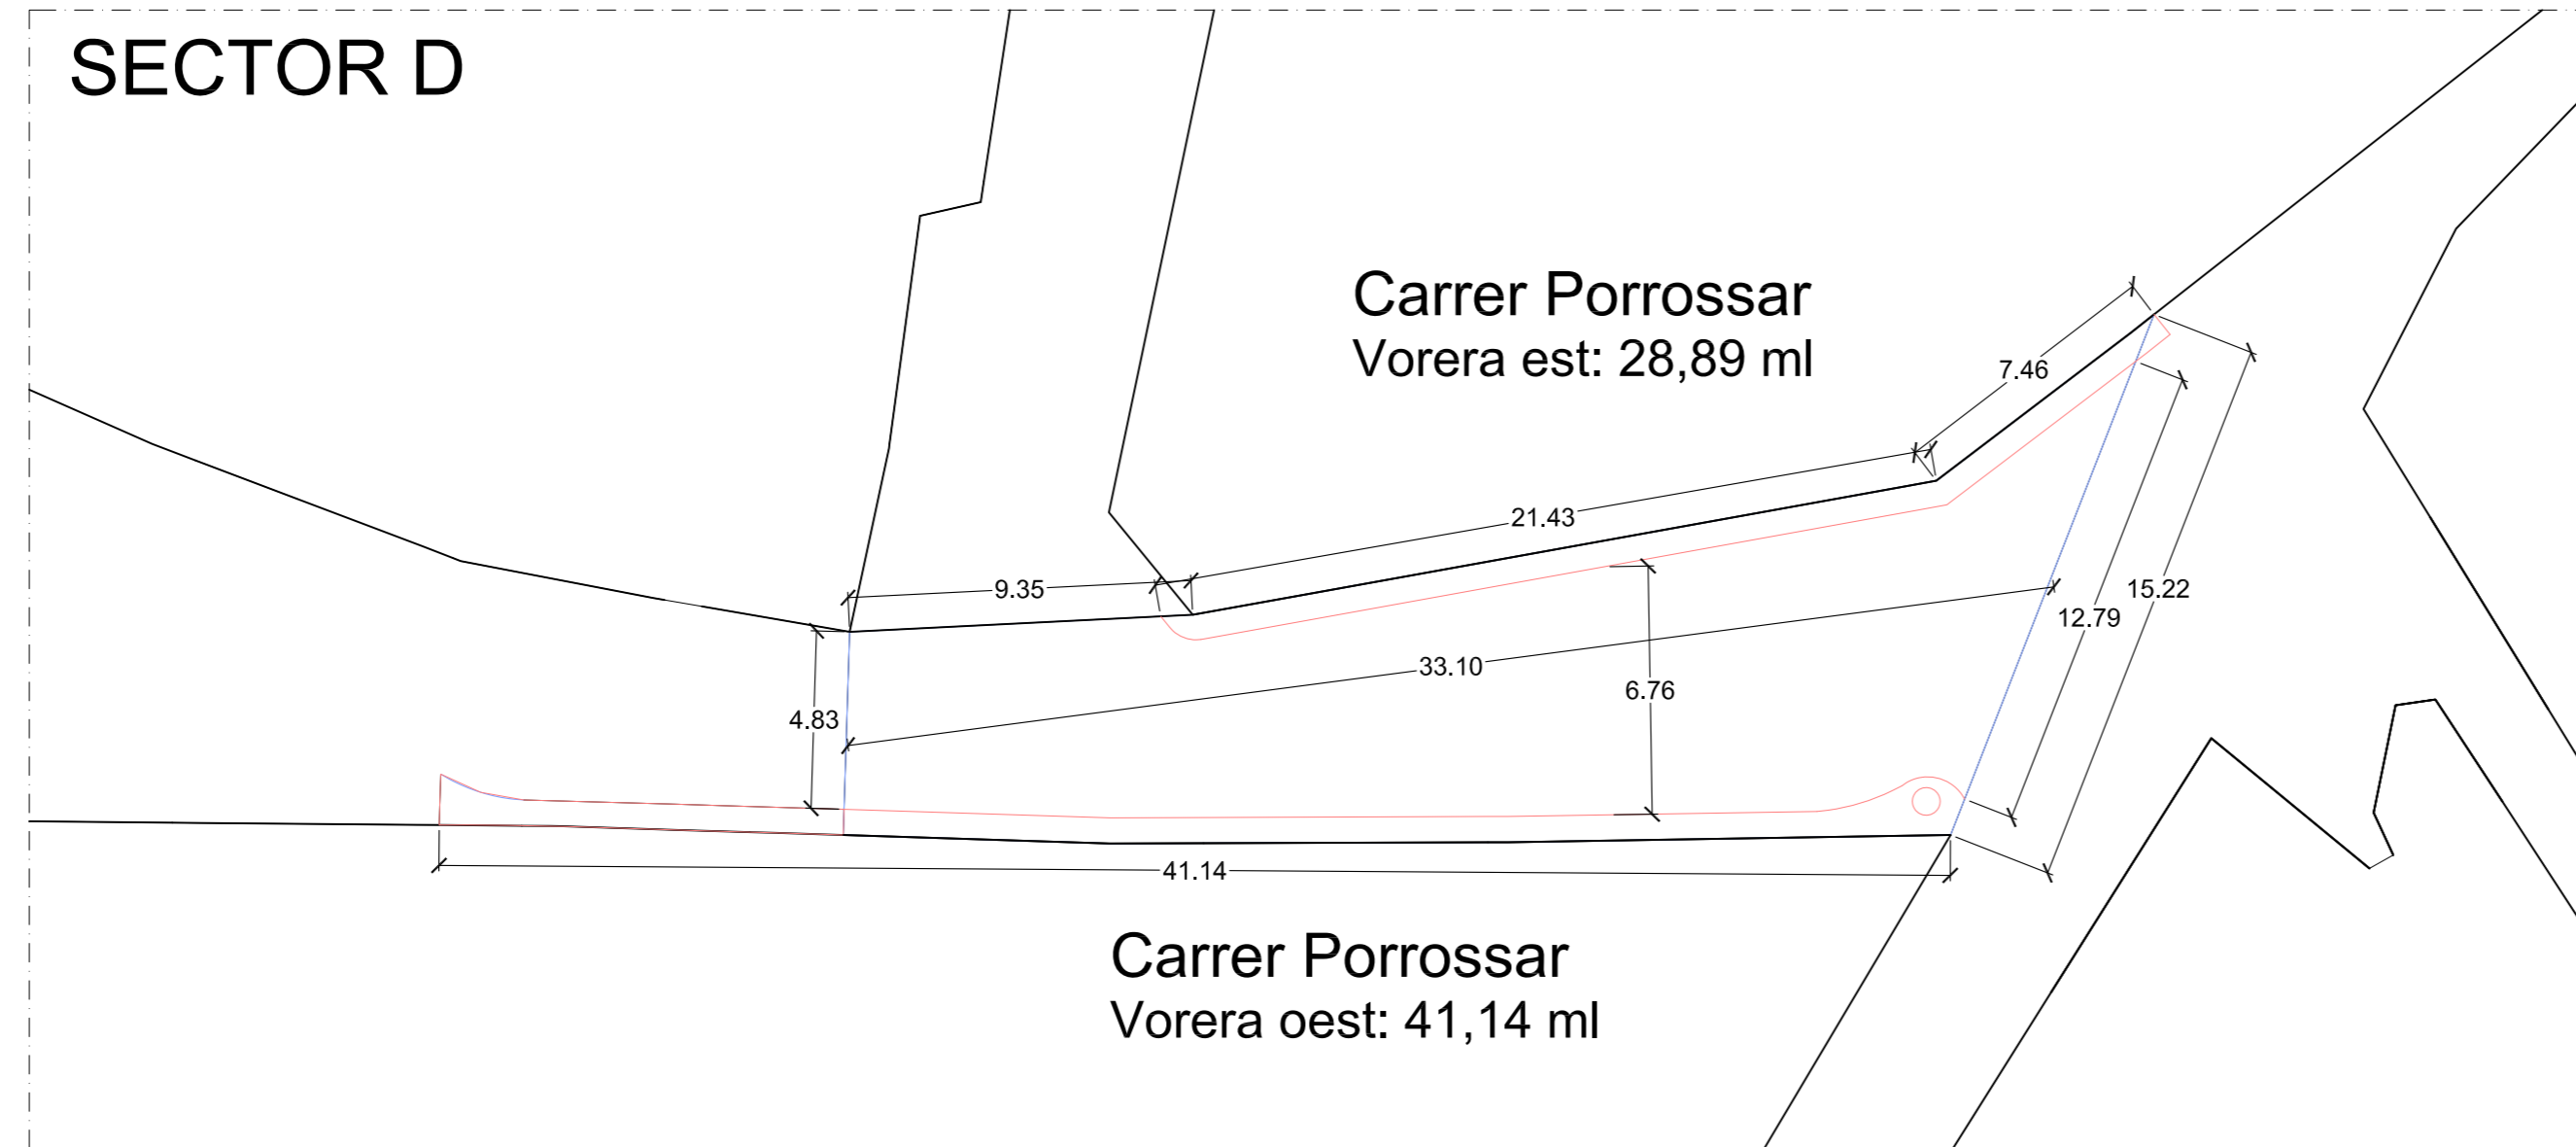 SECTOR D
Carrer Porrossar
Vorera est: 28,89 ml
7.46
21.43
9.35
15.22
12.79
33.10
6.76
4.83
41.14
Carrer Porrossar
Vorera oest: 41,14 ml